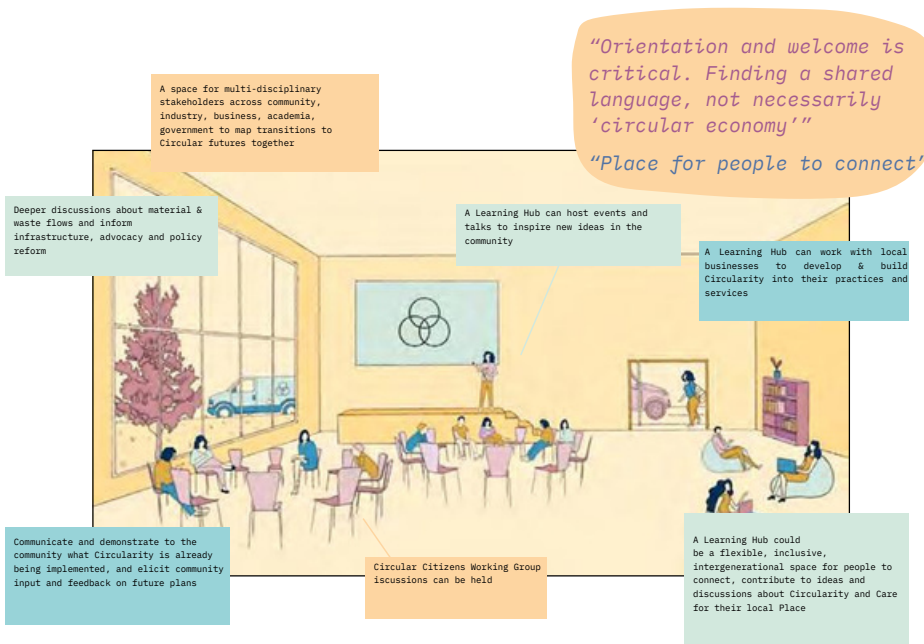 “Orientation and welcome is
critical. Finding a shared
language, not necessarily
‘circular economy’”
“Place for people to connect”
A space for multi-disciplinary
stakeholders across community,
industry, business, academia,
government to map transitions to
Circular futures together
Deeper discussions about material &
waste flows and inform
infrastructure, advocacy and policy
reform
A Learning Hub can host events and
talks to inspire new ideas in the
community
A Learning Hub can work with local
businesses to develop & build
Circularity into their practices and
services
Communicate and demonstrate to the
community what Circularity is already
being implemented, and elicit community
input and feedback on future plans
Circular Citizens Working Group
iscussions can be held
A Learning Hub could
be a flexible, inclusive,
intergenerational space for people to
connect, contribute to ideas and
discussions about Circularity and Care
for their local Place